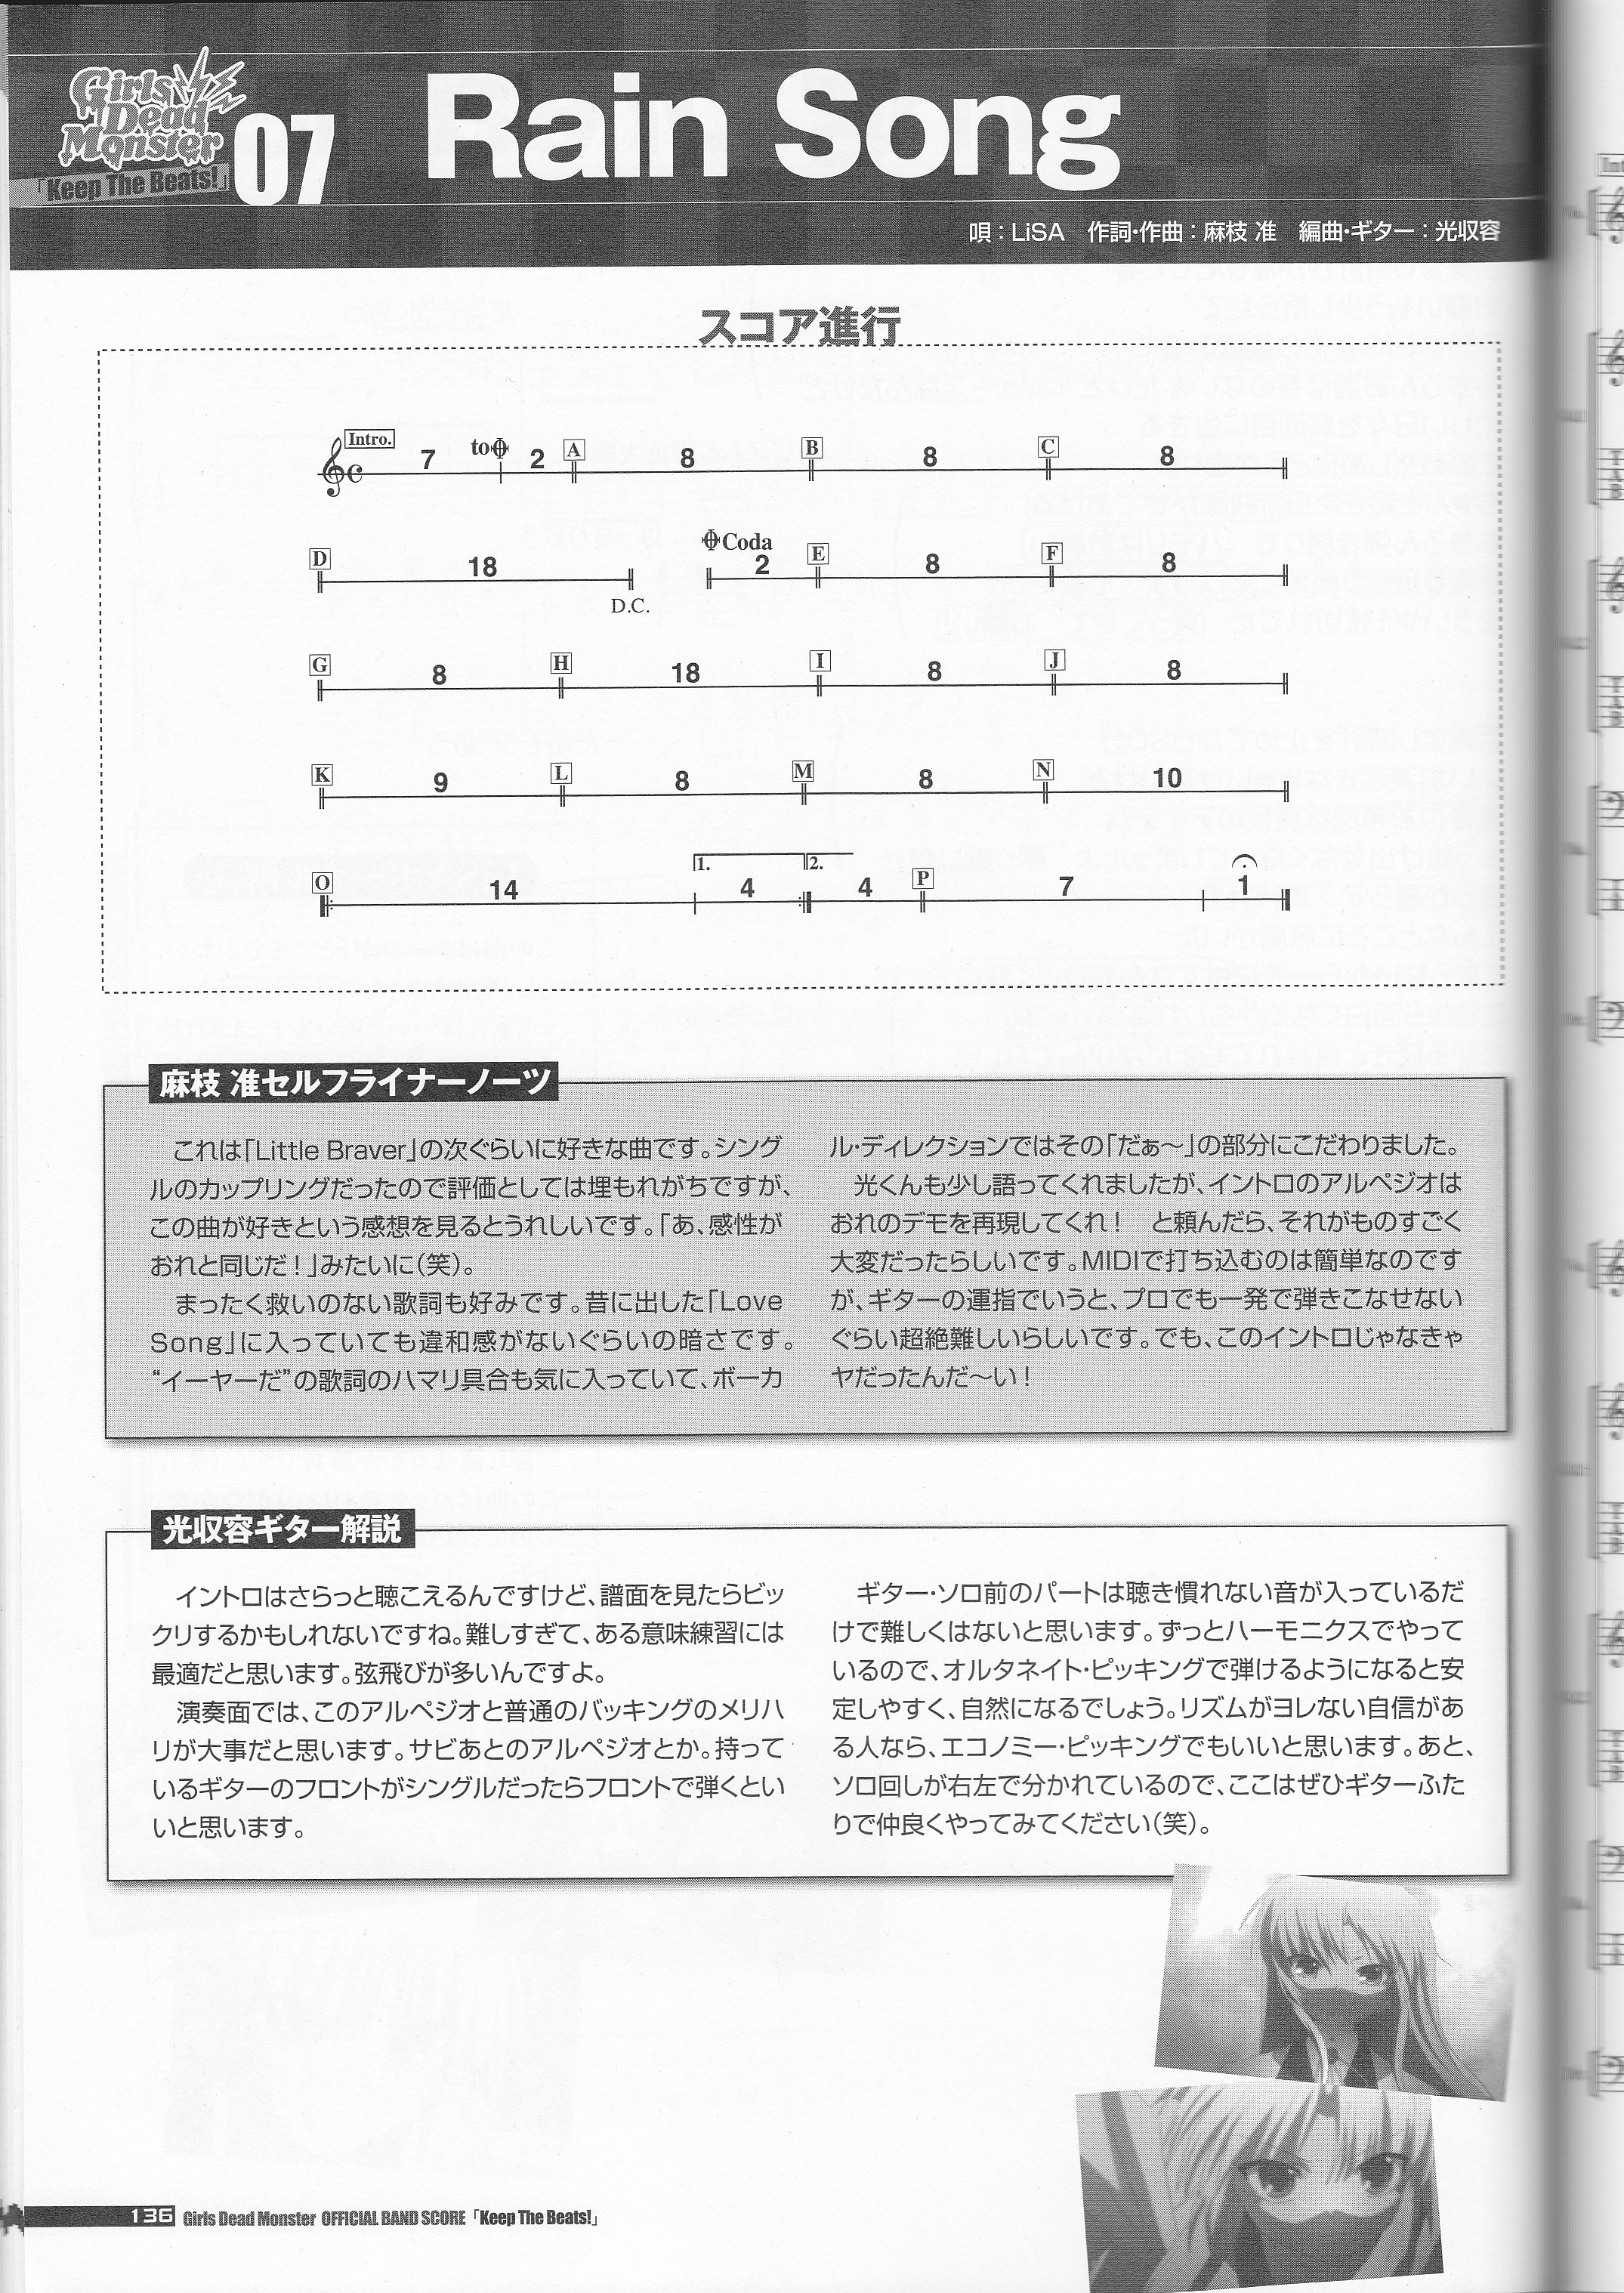 Girls Dead Monster
「Keep The Beats!」
07
Rain Song
唄：LiSA　作詞・作曲：麻枝 准　編曲・ギター：光収容
スコア進行
Intro. 7 to 2 A 8 B 8 C 8
D 18 D.C. Coda 2 E 8 F 8
G 8 H 18 I 8 J 8
K 9 L 8 M 8 N 10
O 14 1. 4 2. 4 P 7 1
麻枝 准セルフライナーノーツ
これは「Little Braver」の次ぐらいに好きな曲です。シング
ルのカップリングだったので評価としては埋もれがちですが、
この曲が好きという感想を見るとうれしいです。「あ、感性が
おれと同じだ！」みたいに（笑）。
まったく救いのない歌詞も好みです。昔に出した「Love
Song」に入っていても違和感がないぐらいの暗さです。
“イーヤーだ”の歌詞のハマリ具合も気に入っていて、ボーカ
ル・ディレクションではその「だぁ〜」の部分にこだわりました。
光くんも少し語ってくれましたが、イントロのアルペジオは
おれのデモを再現してくれ！　と頼んだら、それがものすごく
大変だったらしいです。MIDIで打ち込むのは簡単なのです
が、ギターの運指でいうと、プロでも一発で弾きこなせない
ぐらい超絶難しいらしいです。でも、このイントロじゃなきゃ
ヤだったんだ〜い！
光収容ギター解説
イントロはさらっと聴こえるんですけど、譜面を見たらビッ
クリするかもしれないですね。難しすぎて、ある意味練習には
最適だと思います。弦飛びが多いんですよ。
演奏面では、このアルペジオと普通のバッキングのメリハ
リが大事だと思います。サビあとのアルペジオとか。持って
いるギターのフロントがシングルだったらフロントで弾くとい
いと思います。
ギター・ソロ前のパートは聴き慣れない音が入っているだ
けで難しくはないと思います。ずっとハーモニクスでやって
いるので、オルタネイト・ピッキングで弾けるようになると安
定しやすく、自然になるでしょう。リズムがヨレない自信があ
る人なら、エコノミー・ピッキングでもいいと思います。あと、
ソロ回しが右左で分かれているので、ここはぜひギターふた
りで仲良くやってみてください（笑）。
136 Girls Dead Monster OFFICIAL BAND SCORE「Keep The Beats!」